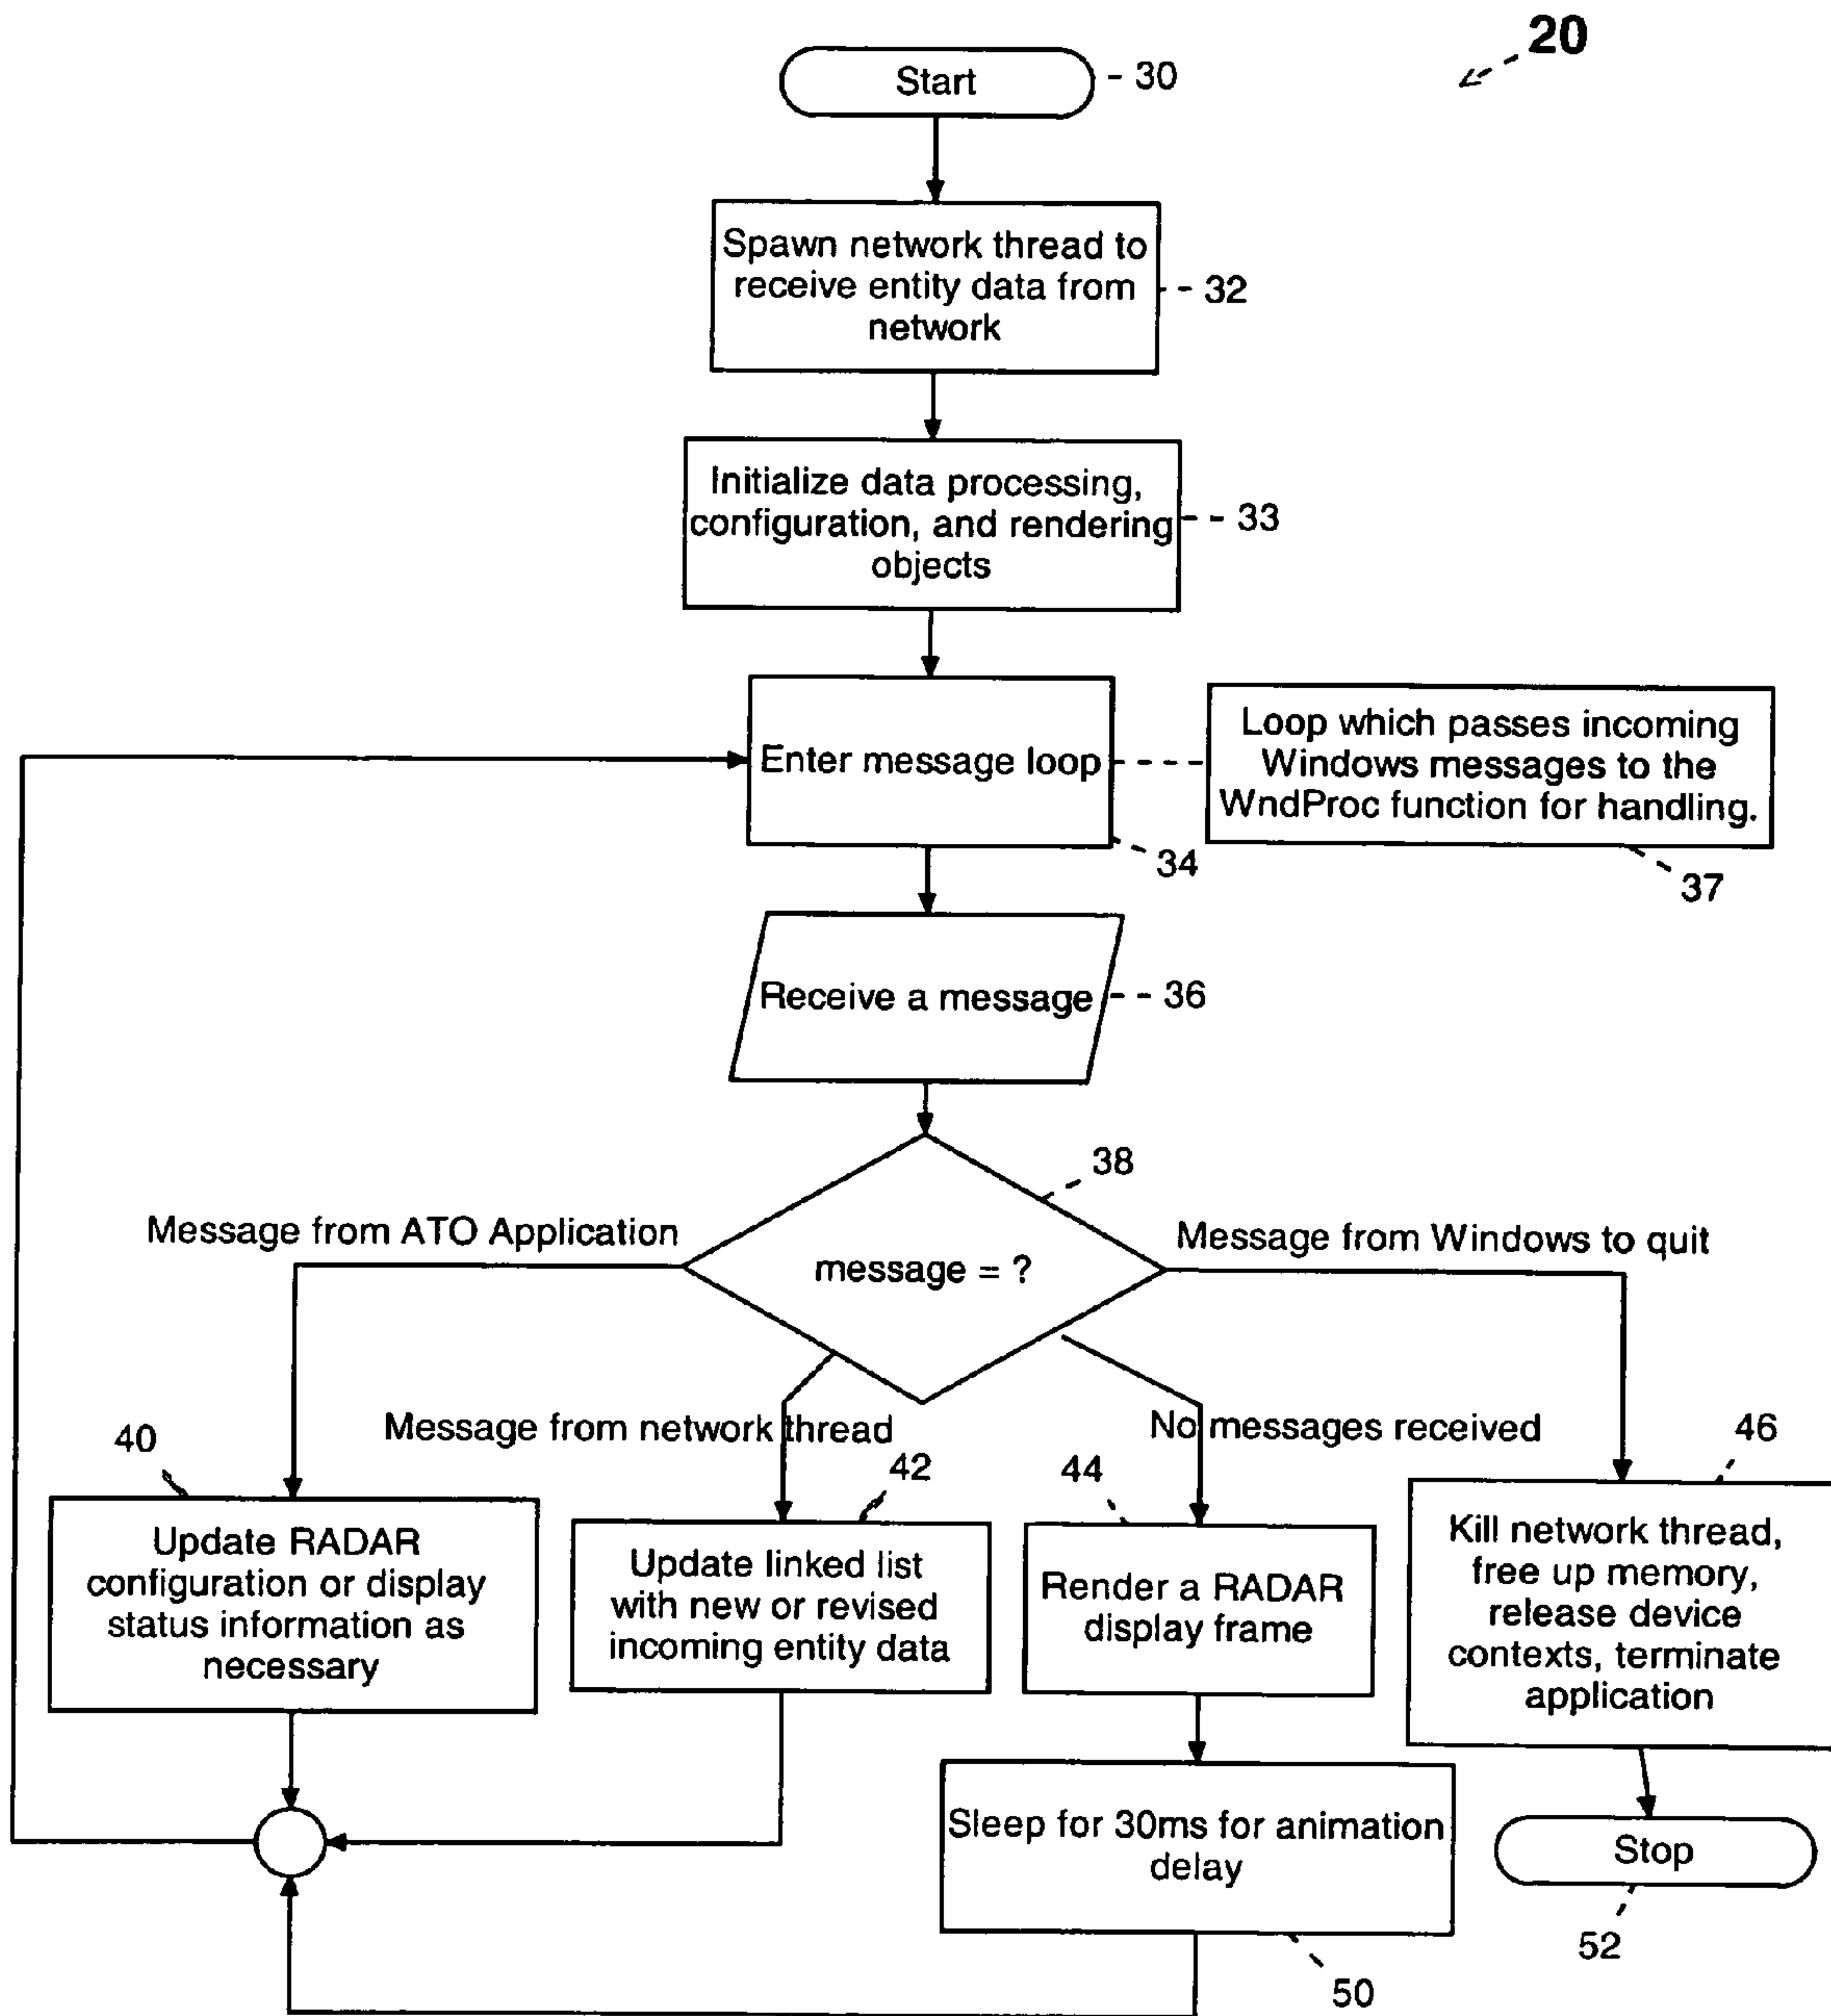 20
Start
30
Spawn network thread to
receive entity data from
network
32
Initialize data processing,
configuration, and rendering
objects
33
Enter message loop
34
Loop which passes incoming
Windows messages to the
WndProc function for handling.
37
Receive a message
36
38
message = ?
Message from ATO Application
Message from Windows to quit
Message from network thread
No messages received
40
Update RADAR
configuration or display
status information as
necessary
42
Update linked list
with new or revised
incoming entity data
44
Render a RADAR
display frame
46
Kill network thread,
free up memory,
release device
contexts, terminate
application
Sleep for 30ms for animation
delay
50
Stop
52